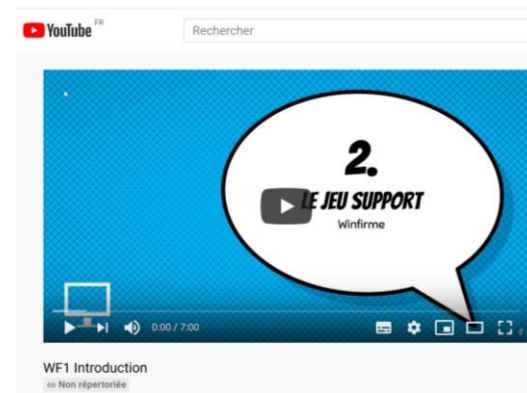 YouTube FR
Rechercher
2.
LE JEU SUPPORT
Winfirme
0:00 / 7:00
WF1 Introduction
Non répertoriée